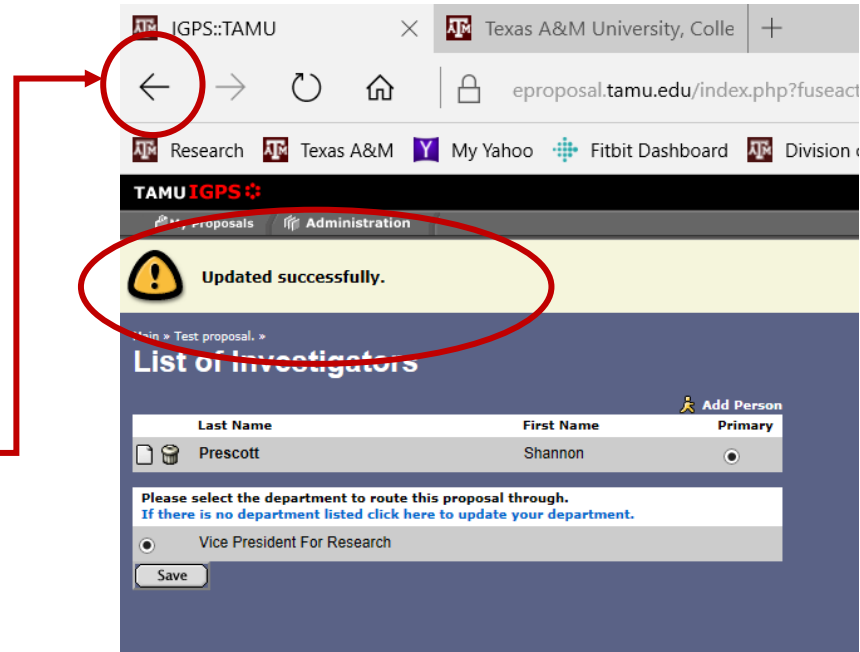 IGPS::TAMU
Texas A&M University, Colle
eproposal.tamu.edu/index.php?fuseact
Research Texas A&M My Yahoo Fitbit Dashboard Division
TAMU IGPS
My Proposals Administration
Updated successfully.
Main » Test proposal. »
List of Investigators
Add Person
Last Name First Name Primary
Prescott Shannon
Please select the department to route this proposal through.
If there is no department listed click here to update your department.
Vice President For Research
Save